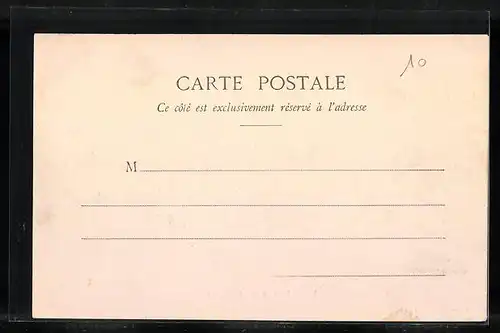 10
CARTE POSTALE
Ce côté est exclusivement réservé à l'adresse
M